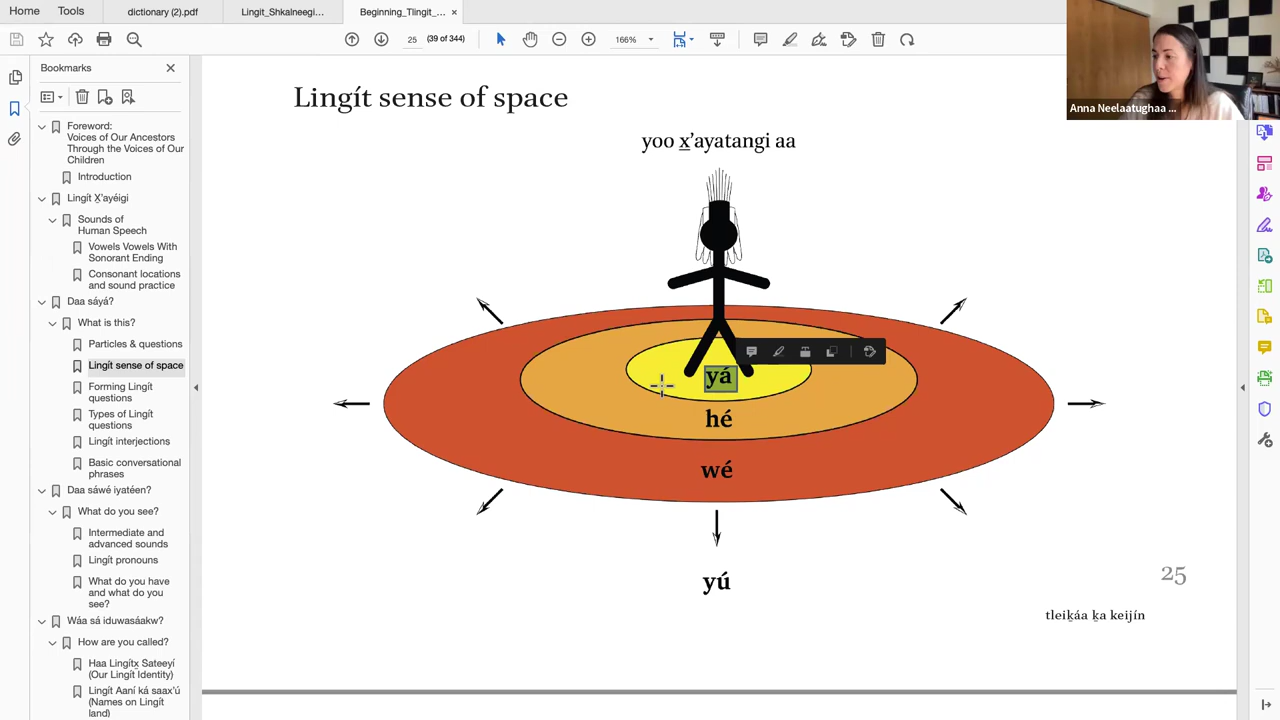 Home
Tools
dictionary (2).pdf
Lingit_Shkalneegi...
Beginning_Tlingit_...
25
(39 of 344)
166%
Anna Neelaatughaa ...
Bookmarks
Foreword:
Voices of Our Ancestors
Through the Voices of Our
Children
Introduction
Lingít X̱ʼayéigi
Sounds of
Human Speech
Vowels Vowels With
Sonorant Ending
Consonant locations
and sound practice
Daa sáyá?
What is this?
Particles & questions
Lingít sense of space
Forming Lingít
questions
Types of Lingít
questions
Lingít interjections
Basic conversational
phrases
Daa sáwé iyatéen?
What do you see?
Intermediate and
advanced sounds
Lingít pronouns
What do you have
and what do you
see?
Wáa sá iduwasáakw?
How are you called?
Haa Lingítx̱ Sateeyí
(Our Lingít Identity)
Lingít Aaní ká saax'ú
(Names on Lingít
land)
Lingít sense of space
yoo x̱’ayatangi aa
yá
hé
wé
yú
25
tleiḵáa ḵa keijín